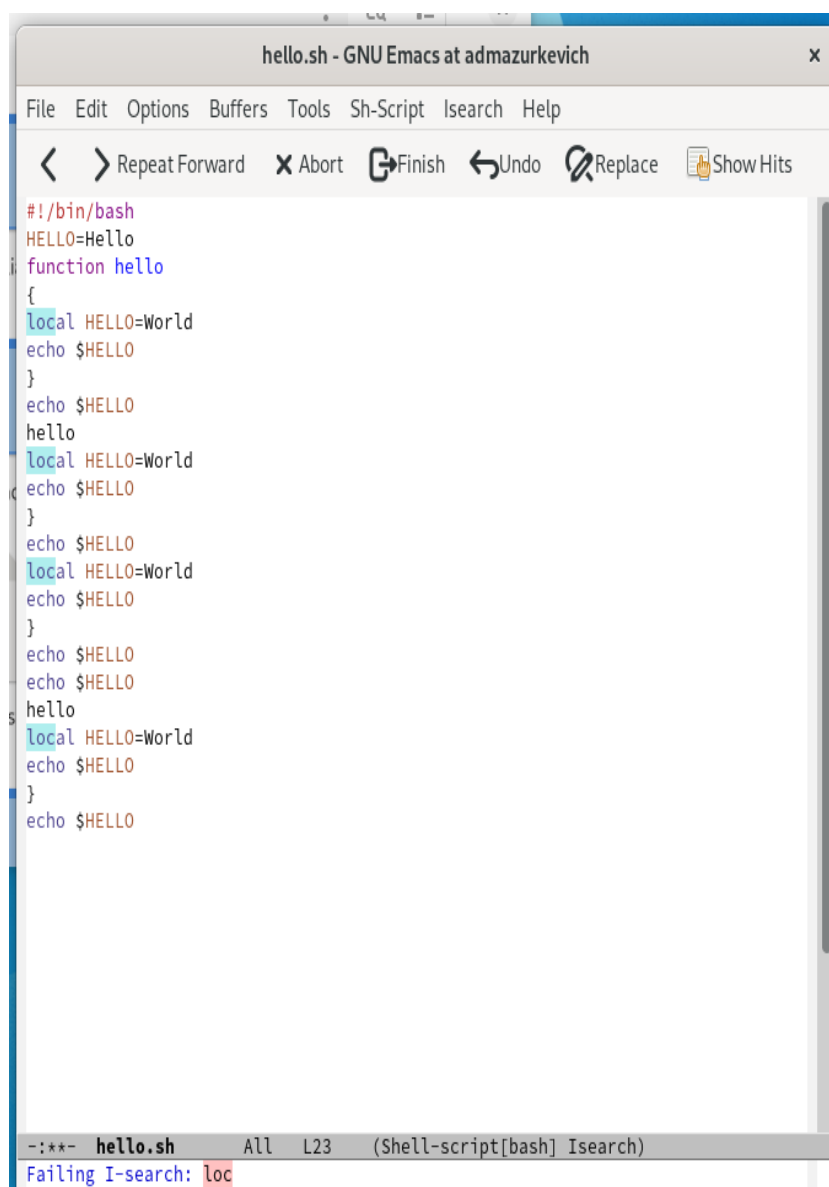 hello.sh - GNU Emacs at admazurkevich x
File Edit Options Buffers Tools Sh-Script Isearch Help
Repeat Forward Abort Finish Undo Replace Show Hits
#!/bin/bash
HELLO=Hello
function hello
{
local HELLO=World
echo $HELLO
}
echo $HELLO
hello
local HELLO=World
echo $HELLO
}
echo $HELLO
local HELLO=World
echo $HELLO
}
echo $HELLO
echo $HELLO
hello
local HELLO=World
echo $HELLO
}
echo $HELLO
-:**- hello.sh All L23 (Shell-script[bash] Isearch)
Failing I-search: loc